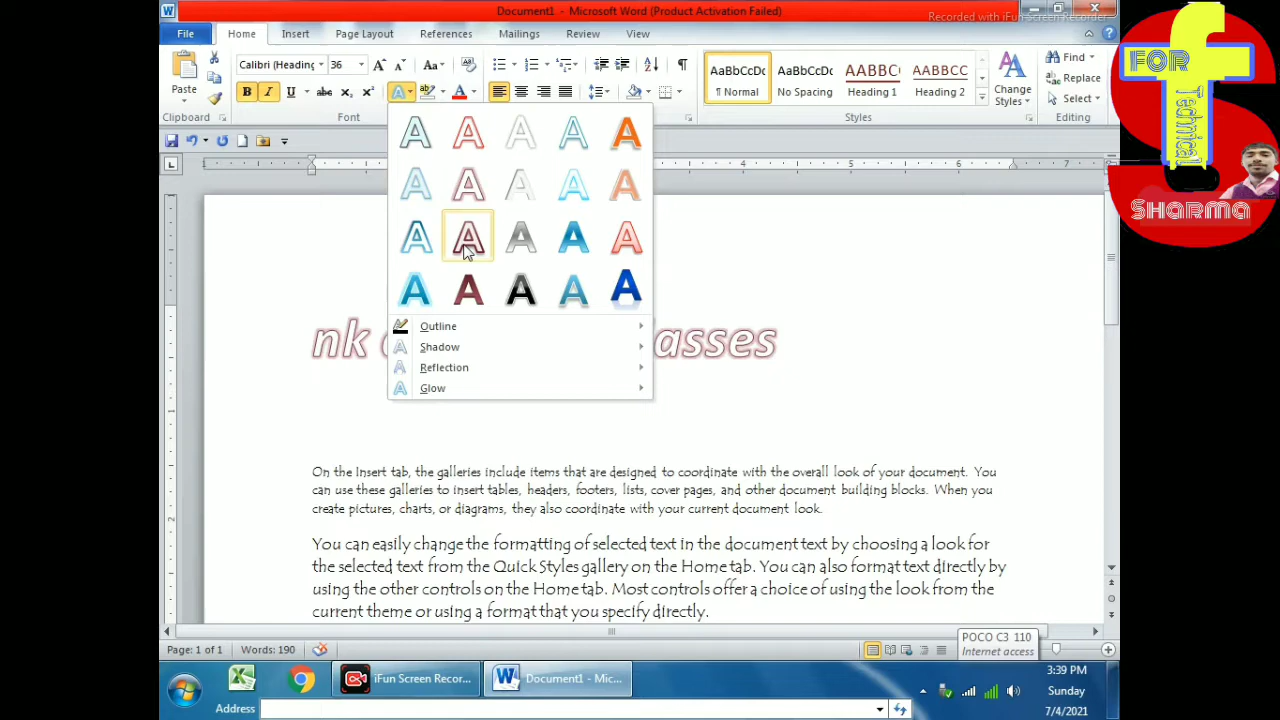 Document1 - Microsoft Word (Product Activation Failed)
Recorded with iFun Screen Recorder
File Home Insert Page Layout References Mailings Review View
Calibri (Heading 36
Paste
B I U abc x₂ x²
AaBbCcDc AaBbCcDc AABBC AABBCC
¶ Normal No Spacing Heading 1 Heading 2
Change Styles
Find
Replace
Select
Clipboard Font Styles Editing
Outline
Shadow
Reflection
Glow
nk asses
On the Insert tab, the galleries include items that are designed to coordinate with the overall look of your document. You
can use these galleries to insert tables, headers, footers, lists, cover pages, and other document building blocks. When you
create pictures, charts, or diagrams, they also coordinate with your current document look.
You can easily change the formatting of selected text in the document text by choosing a look for
the selected text from the Quick Styles gallery on the Home tab. You can also format text directly by
using the other controls on the Home tab. Most controls offer a choice of using the look from the
current theme or using a format that you specify directly.
Page: 1 of 1 Words: 190
POCO C3 110
Internet access
iFun Screen Recor... Document1 - Mic...
3:39 PM
Sunday
7/4/2021
Address
FOR
Technical
Sharma